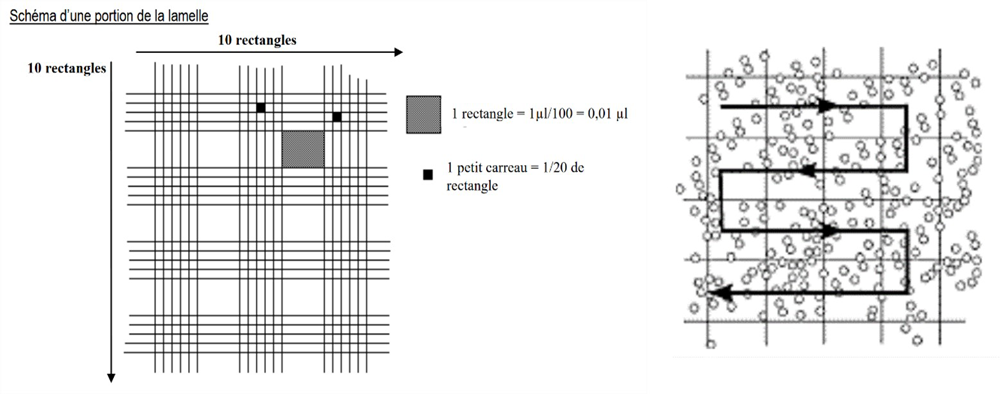 Schéma d'une portion de la lamelle
10 rectangles
10 rectangles
1 rectangle = 1µl/100 = 0,01 µl
1 petit carreau = 1/20 de
rectangle